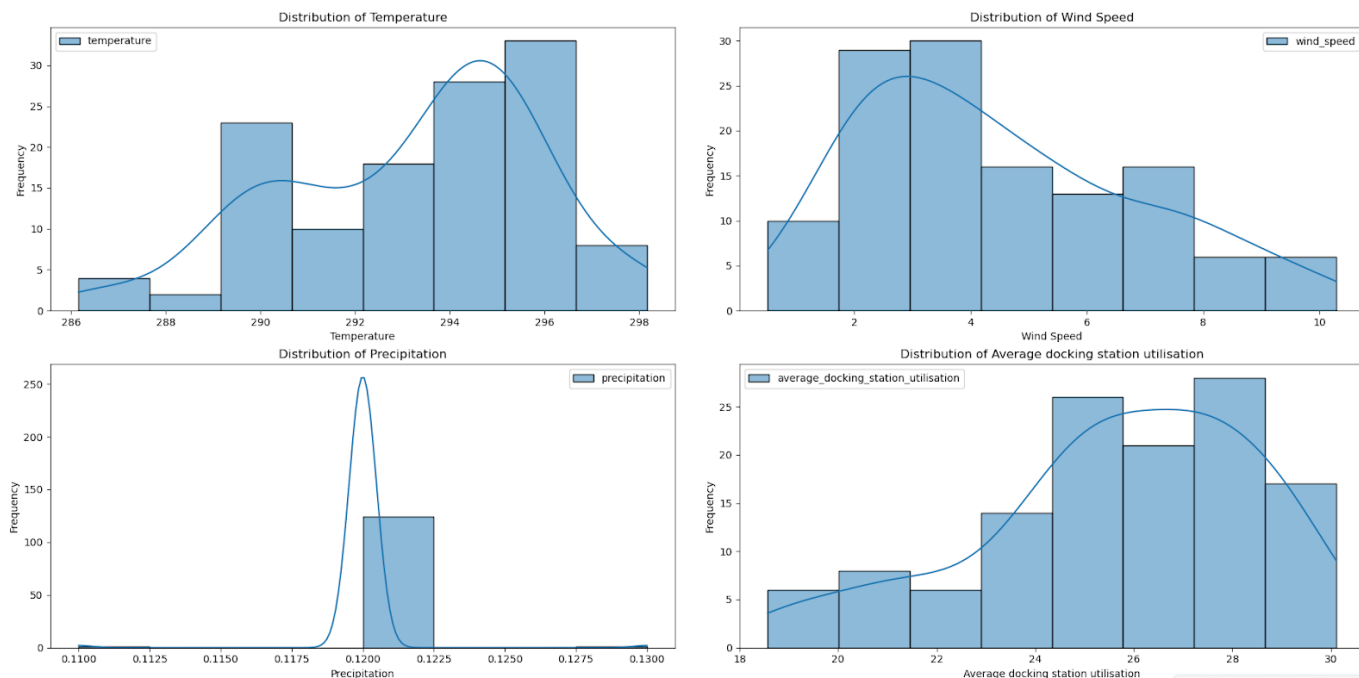 Distribution of Temperature
temperature
Frequency
30
25
20
15
10
5
0
286 288 290 292 294 296 298
Temperature
Distribution of Wind Speed
wind_speed
Frequency
30
25
20
15
10
5
0
2 4 6 8 10
Wind Speed
Distribution of Precipitation
precipitation
Frequency
250
200
150
100
50
0
0.1100 0.1125 0.1150 0.1175 0.1200 0.1225 0.1250 0.1275 0.1300
Precipitation
Distribution of Average docking station utilisation
average_docking_station_utilisation
Frequency
25
20
15
10
5
0
18 20 22 24 26 28 30
Average docking station utilisation